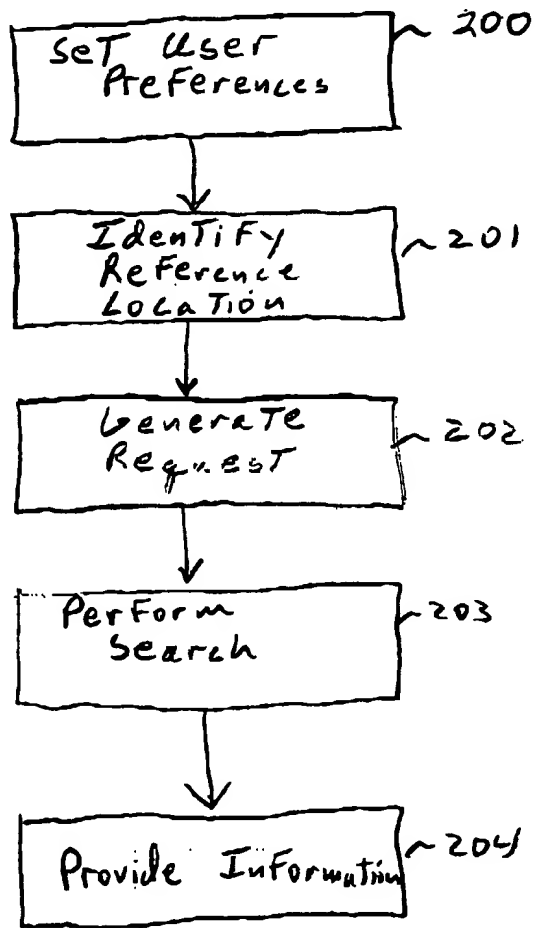 Set User 200
Preferences
Identify 201
Reference
Location
Generate 202
Request
Perform 203
Search
Provide Information 204